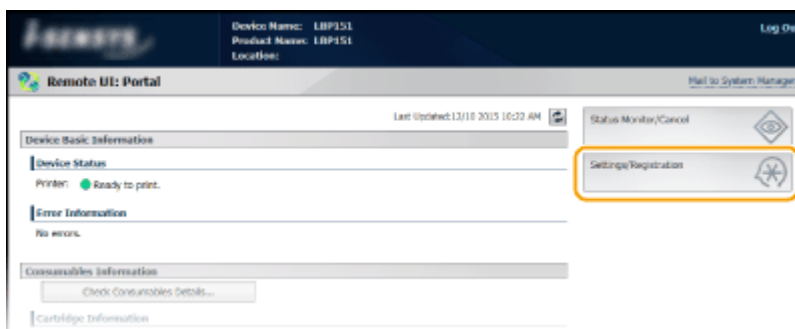 Device Name: LBP151
Product Name: LBP151
Location:
Log Ou
Remote UI: Portal
Mail to System Manager
Last Updated:12/10 2015 10:22 AM
Device Basic Information
Device Status
Printer: Ready to print.
Error Information
No errors.
Consumables Information
Check Consumables Details...
Cartridge Information
Status Monitor/Cancel
Settings/Registration